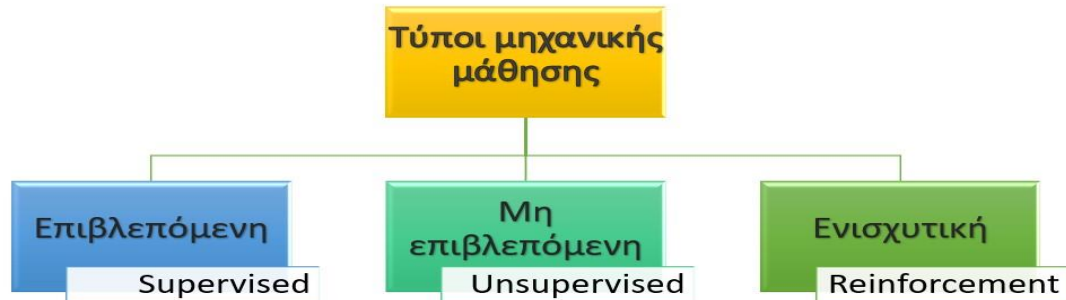 Τύποι μηχανικής
μάθησης
Επιβλεπόμενη
Supervised
Μη
επιβλεπόμενη
Unsupervised
Ενισχυτική
Reinforcement